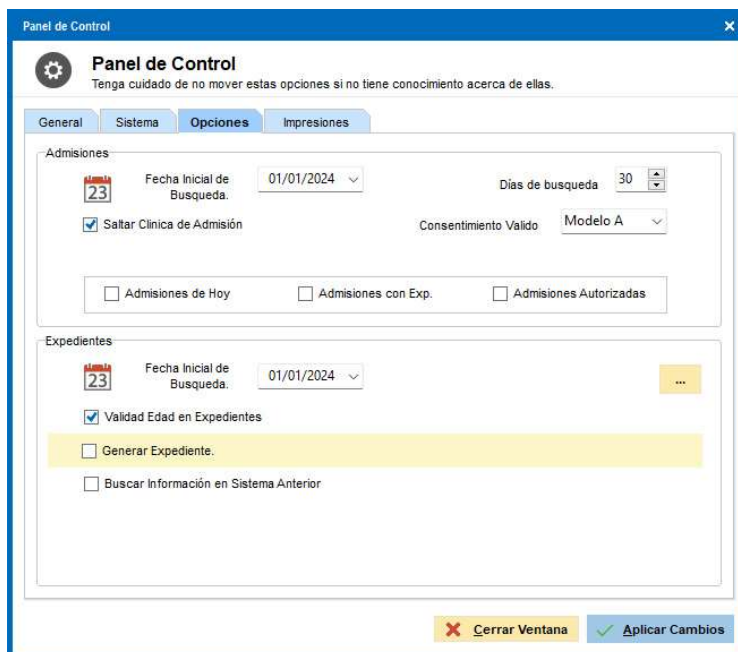 Panel de Control
Panel de Control
Tenga cuidado de no mover estas opciones si no tiene conocimiento acerca de ellas.
General Sistema Opciones Impresiones
Admisiones
23
Fecha Inicial de
Busqueda.
01/01/2024
Días de busqueda 30
Saltar Clinica de Admisión
Consentimiento Valido Modelo A
Admisiones de Hoy Admisiones con Exp. Admisiones Autorizadas
Expedientes
23
Fecha Inicial de
Busqueda.
01/01/2024
...
Validad Edad en Expedientes
Generar Expediente.
Buscar Información en Sistema Anterior
Cerrar Ventana Aplicar Cambios